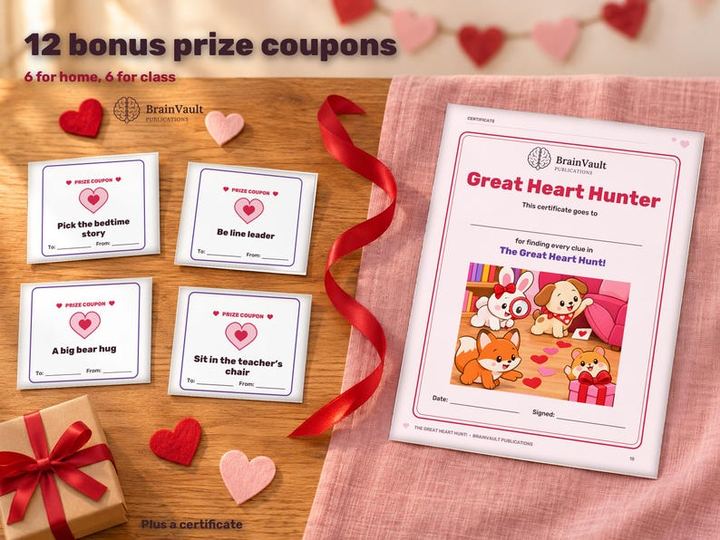 12 bonus prize coupons
6 for home, 6 for class
BrainVault
PUBLICATIONS
PRIZE COUPON
Pick the bedtime
story
To: From:
PRIZE COUPON
Be line leader
To: From:
PRIZE COUPON
A big bear hug
To: From:
PRIZE COUPON
Sit in the teacher's
chair
To: From:
Plus a certificate
CERTIFICATE
BrainVault
PUBLICATIONS
Great Heart Hunter
This certificate goes to
for finding every clue in
The Great Heart Hunt!
Date: Signed:
THE GREAT HEART HUNT! • BRAINVAULT PUBLICATIONS